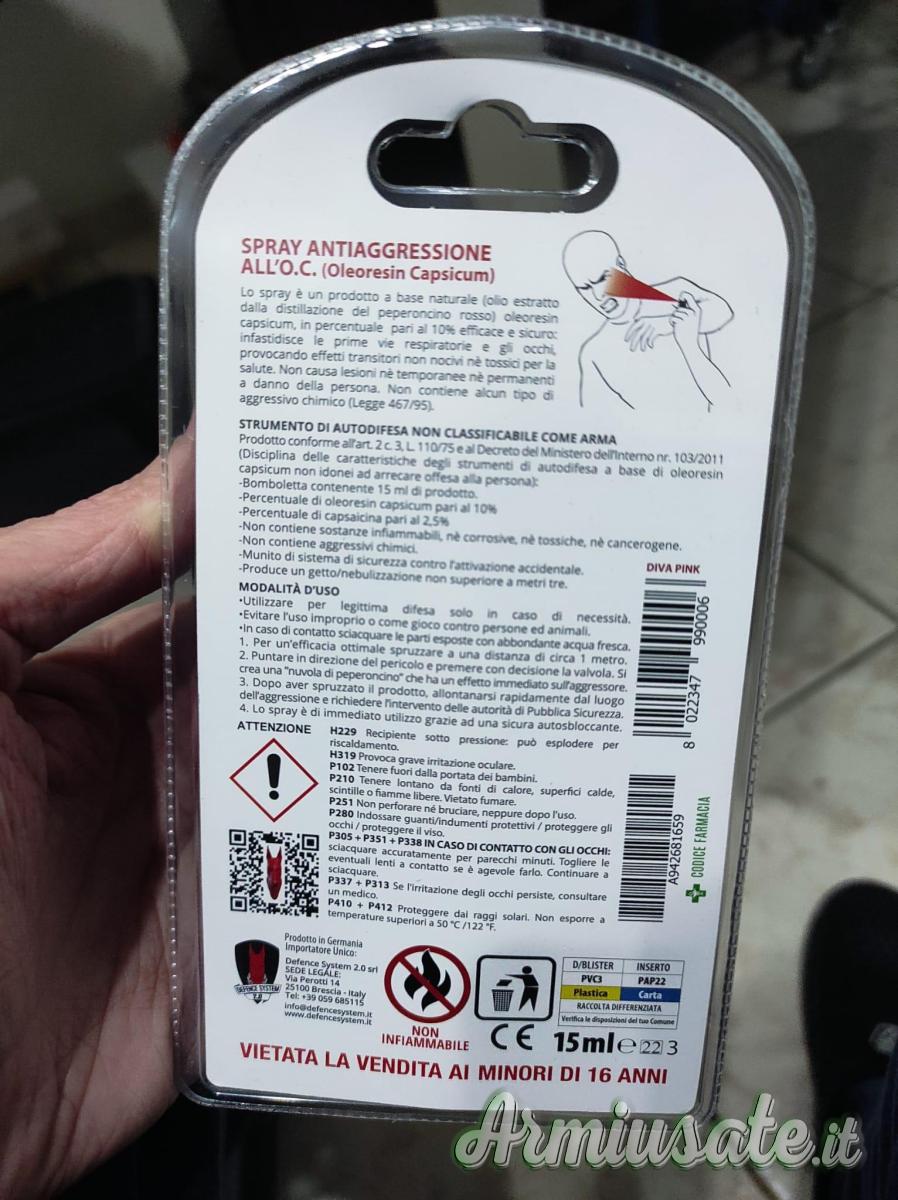 SPRAY ANTIAGGRESSIONE
ALL'O.C. (Oleoresin Capsicum)
Lo spray è un prodotto a base naturale (olio estratto
dalla distillazione del peperoncino rosso) oleoresin
capsicum, in percentuale pari al 10% efficace e sicuro:
infastidisce le prime vie respiratorie e gli occhi,
provocando effetti transitori non nocivi nè tossici per la
salute. Non causa lesioni nè temporanee nè permanenti
a danno della persona. Non contiene alcun tipo di
aggressivo chimico (Legge 467/95).
STRUMENTO DI AUTODIFESA NON CLASSIFICABILE COME ARMA
Prodotto conforme all'art. 2 c. 3, L. 110/75 e al Decreto del Ministero dell'Interno nr. 103/2011
(Disciplina delle caratteristiche degli strumenti di autodifesa a base di oleoresin
capsicum non idonei ad arrecare offesa alla persona):
-Bomboletta contenente 15 ml di prodotto.
-Percentuale di oleoresin capsicum pari al 10%
-Percentuale di capsaicina pari al 2,5%
-Non contiene sostanze infiammabili, nè corrosive, nè tossiche, nè cancerogene.
-Non contiene aggressivi chimici.
-Munito di sistema di sicurezza contro l'attivazione accidentale.
-Produce un getto/nebulizzazione non superiore a metri tre.
DIVA PINK
8 022347 990006
MODALITÀ D'USO
•Utilizzare per legittima difesa solo in caso di necessità.
•Evitare l'uso improprio o come gioco contro persone ed animali.
•In caso di contatto sciacquare le parti esposte con abbondante acqua fresca.
1. Per un'efficacia ottimale spruzzare a una distanza di circa 1 metro.
2. Puntare in direzione del pericolo e premere con decisione la valvola. Si
crea una "nuvola di peperoncino" che ha un effetto immediato sull'aggressore.
3. Dopo aver spruzzato il prodotto, allontanarsi rapidamente dal luogo
dell'aggressione e richiedere l'intervento delle autorità di Pubblica Sicurezza.
4. Lo spray è di immediato utilizzo grazie ad una sicura autosbloccante.
ATTENZIONE
H229 Recipiente sotto pressione: può esplodere per
riscaldamento.
H319 Provoca grave irritazione oculare.
P102 Tenere fuori dalla portata dei bambini.
P210 Tenere lontano da fonti di calore, superfici calde,
scintille o fiamme libere. Vietato fumare.
P251 Non perforare né bruciare, neppure dopo l'uso.
P280 Indossare guanti/indumenti protettivi / proteggere gli
occhi / proteggere il viso.
P305 + P351 + P338 IN CASO DI CONTATTO CON GLI OCCHI:
sciacquare accuratamente per parecchi minuti. Togliere le
eventuali lenti a contatto se è agevole farlo. Continuare a
sciacquare.
P337 + P313 Se l'irritazione degli occhi persiste, consultare
un medico.
P410 + P412 Proteggere dai raggi solari. Non esporre a
temperature superiori a 50 °C /122 °F.
A942681659
CODICE FARMACIA
DEFENCE SYSTEM
2.0
Prodotto in Germania
Importatore Unico:
Defence System 2.0 srl
SEDE LEGALE:
Via Perotti 14
25100 Brescia - Italy
Tel: +39 059 685115
info@defencesystem.it
www.defencesystem.it
NON
INFIAMMABILE
D/BLISTER INSERTO
PVC3 PAP22
Plastica Carta
RACCOLTA DIFFERENZIATA
Verifica le disposizioni del tuo Comune
CE 15ml e 22 3
VIETATA LA VENDITA AI MINORI DI 16 ANNI
Armiusate.it